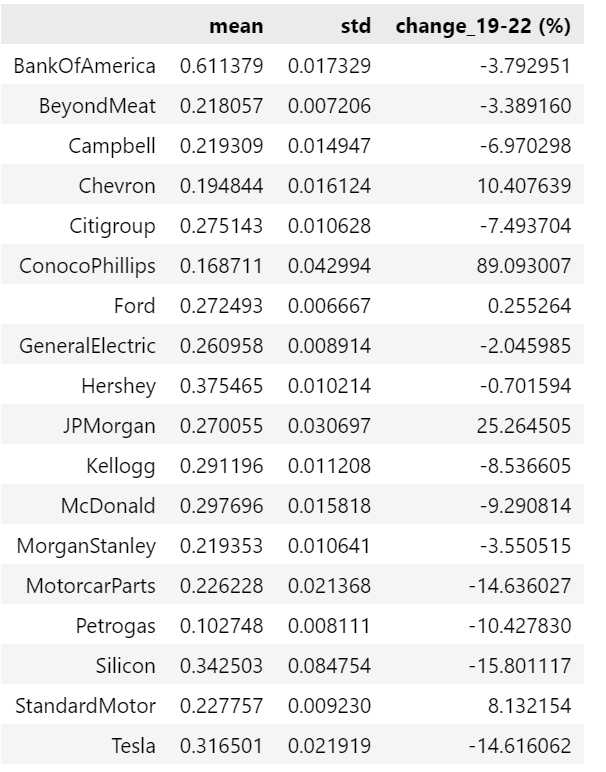 mean std change_19-22 (%)
BankOfAmerica 0.611379 0.017329 -3.792951
BeyondMeat 0.218057 0.007206 -3.389160
Campbell 0.219309 0.014947 -6.970298
Chevron 0.194844 0.016124 10.407639
Citigroup 0.275143 0.010628 -7.493704
ConocoPhillips 0.168711 0.042994 89.093007
Ford 0.272493 0.006667 0.255264
GeneralElectric 0.260958 0.008914 -2.045985
Hershey 0.375465 0.010214 -0.701594
JPMorgan 0.270055 0.030697 25.264505
Kellogg 0.291196 0.011208 -8.536605
McDonald 0.297696 0.015818 -9.290814
MorganStanley 0.219353 0.010641 -3.550515
MotorcarParts 0.226228 0.021368 -14.636027
Petrogas 0.102748 0.008111 -10.427830
Silicon 0.342503 0.084754 -15.801117
StandardMotor 0.227757 0.009230 8.132154
Tesla 0.316501 0.021919 -14.616062